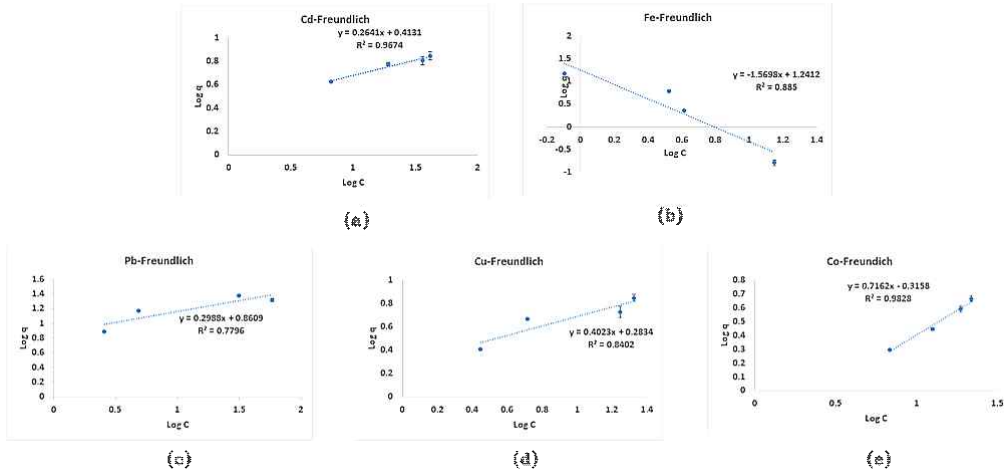 Cd-Freundlich
y = 0.2641x + 0.4131
R² = 0.9674
1
0.8
0.6
0.4
0.2
0
Log q
0
0.5
1
1.5
2
Log C
(a)
Fe-Freundlich
y = -1.5698x + 1.2412
R² = 0.885
2
1.5
1
0.5
0
-0.5
-1
Log q
-0.2
0
0.2
0.4
0.6
0.8
1
1.2
1.4
Log C
(b)
Pb-Freundlich
y = 0.2988x + 0.8609
R² = 0.7796
1.6
1.4
1.2
1
0.8
0.6
0.4
0.2
0
Log q
0
0.5
1
1.5
2
Log C
(c)
Cu-Freundlich
y = 0.4023x + 0.2834
R² = 0.8402
1
0.8
0.6
0.4
0.2
0
Log q
0
0.2
0.4
0.6
0.8
1
1.2
1.4
Log C
(d)
Co-Freundlich
y = 0.7162x - 0.3158
R² = 0.9828
0.8
0.7
0.6
0.5
0.4
0.3
0.2
0.1
0
Log q
0
0.5
1
1.5
Log C
(e)